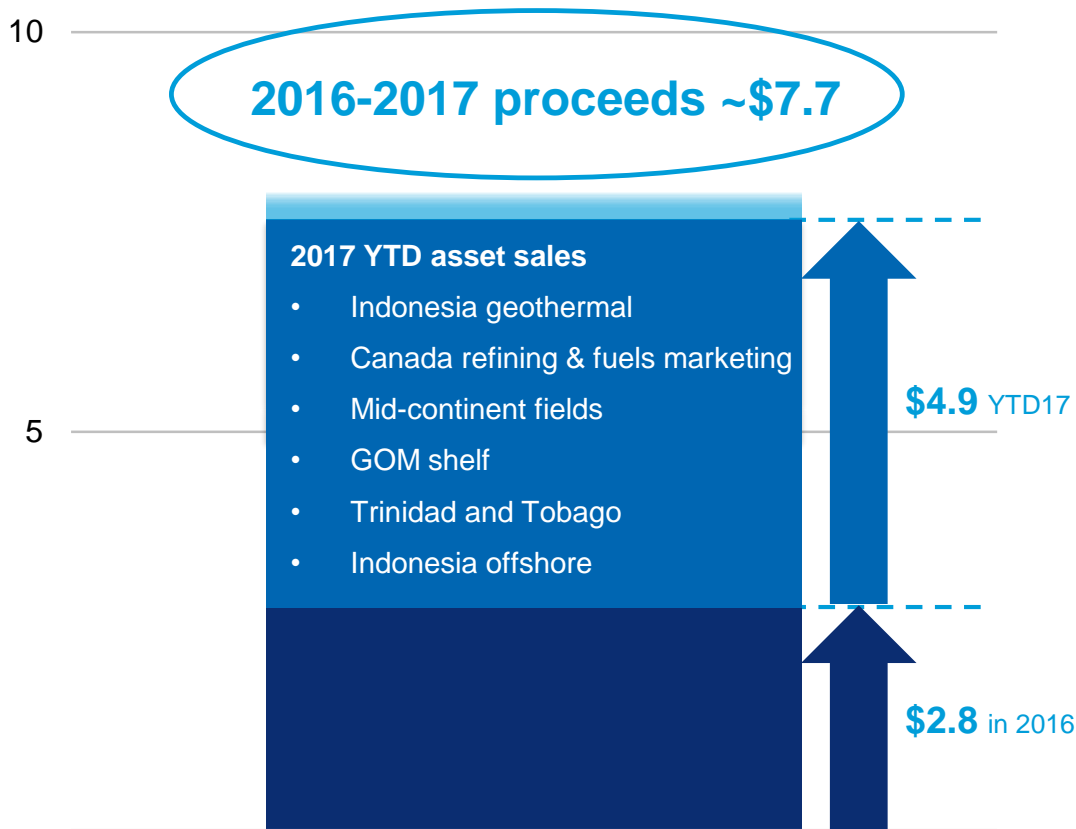 10
2016-2017 proceeds ~$7.7
2017 YTD asset sales
• Indonesia geothermal
• Canada refining & fuels marketing
• Mid-continent fields
$4.9 YTD17
5
• GOM shelf
• Trinidad and Tobago
• Indonesia offshore
$2.8 in 2016